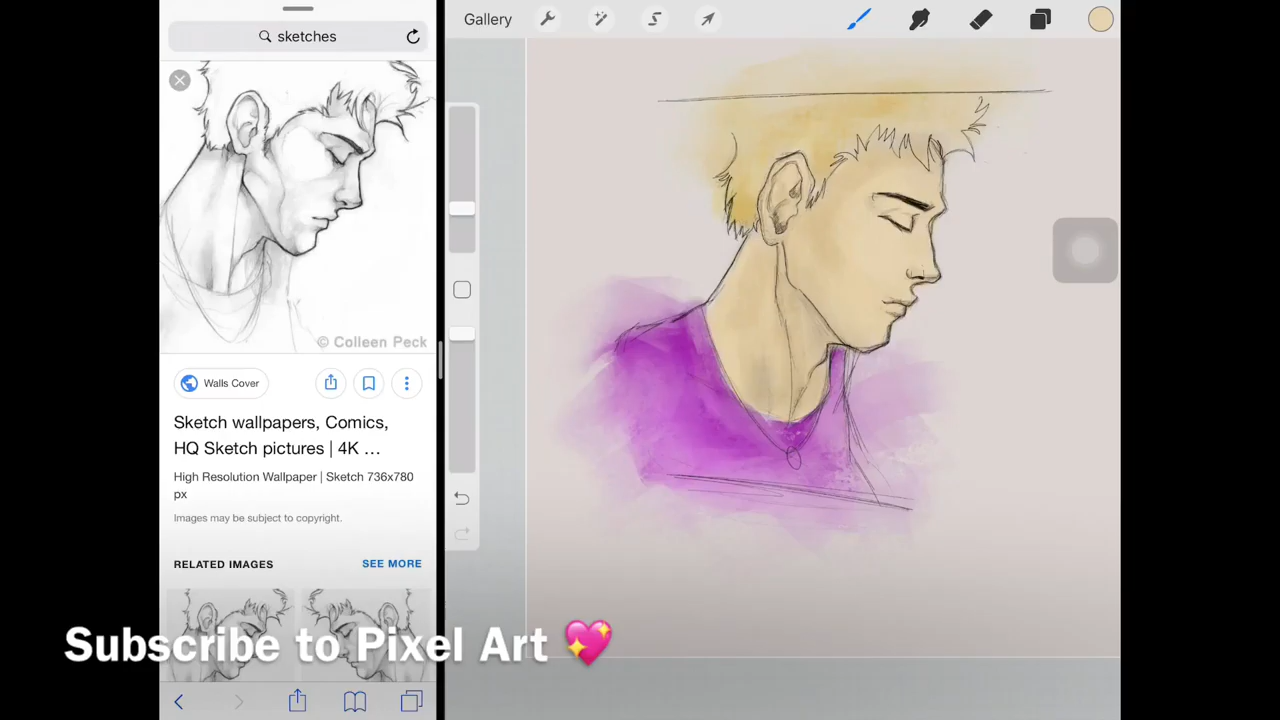 sketches
Gallery
© Colleen Peck
Walls Cover
Sketch wallpapers, Comics,
HQ Sketch pictures | 4K ...
High Resolution Wallpaper | Sketch 736x780
px
Images may be subject to copyright.
RELATED IMAGES
SEE MORE
Subscribe to Pixel Art 💖